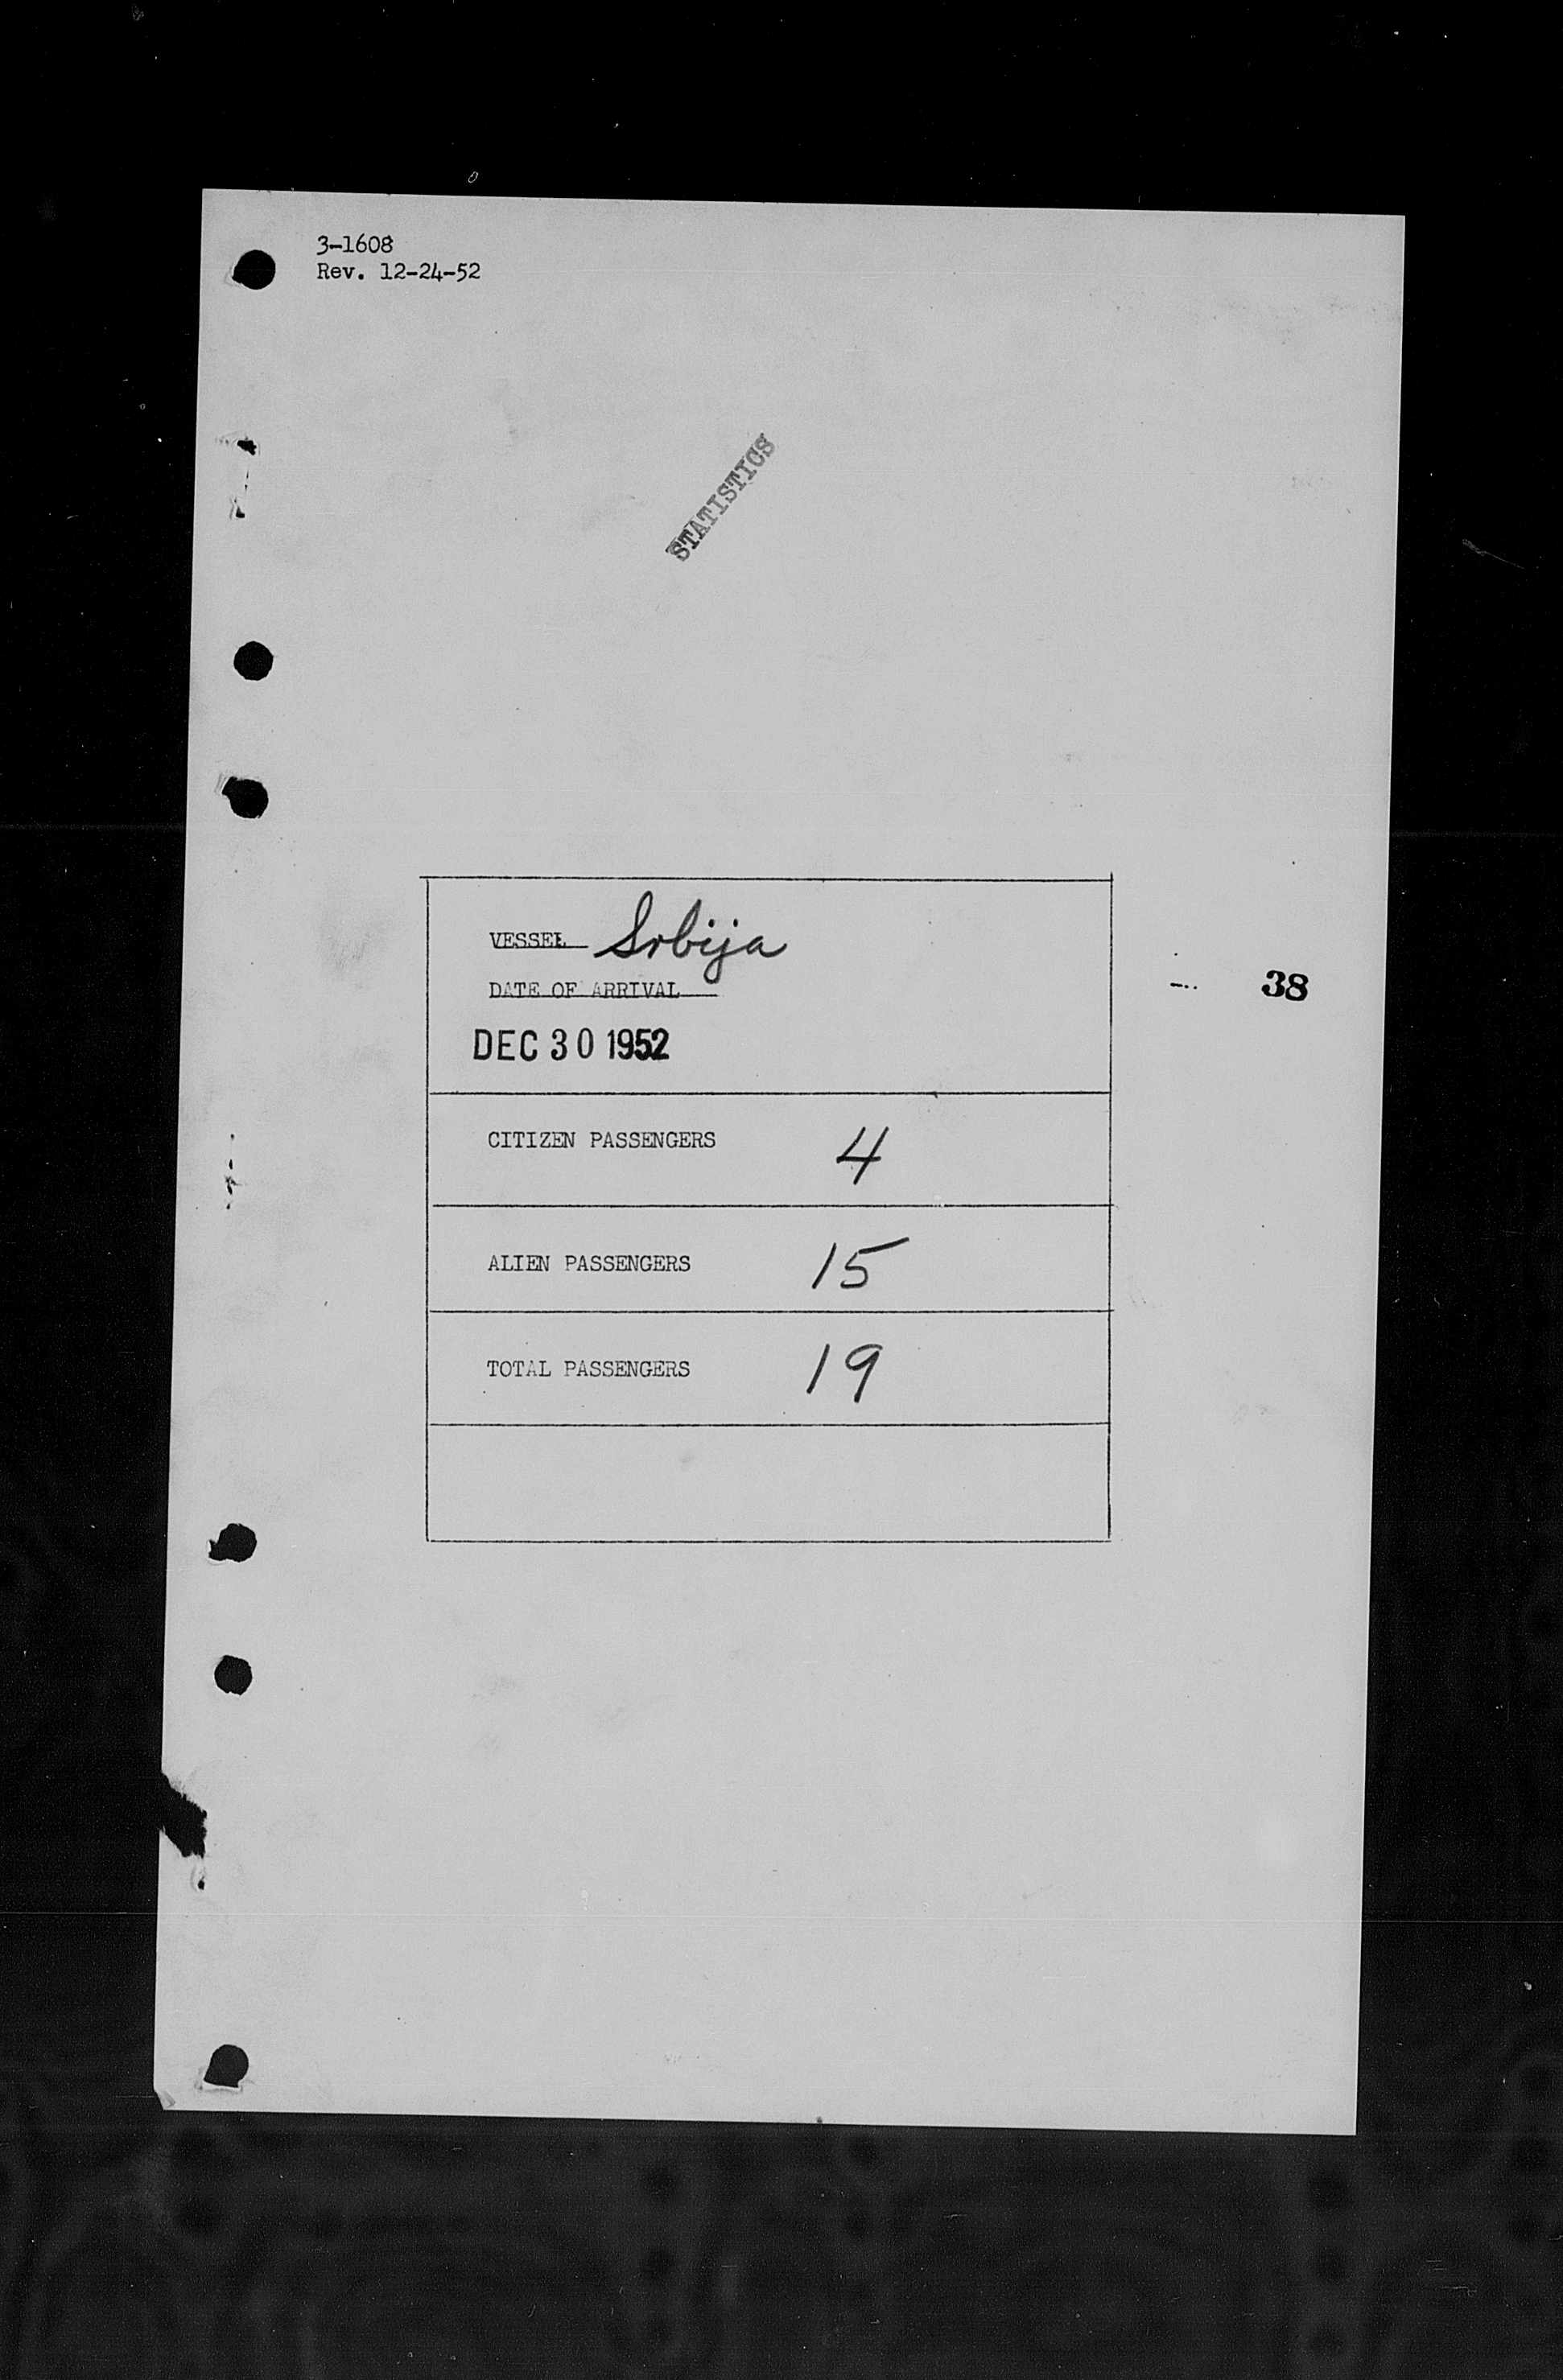 3-1608
Rev. 12-24-52
STATISTICS
VESSEL Srbija
DATE OF ARRIVAL
38
DEC 30 1952
CITIZEN PASSENGERS 4
ALIEN PASSENGERS 15
TOTAL PASSENGERS 19